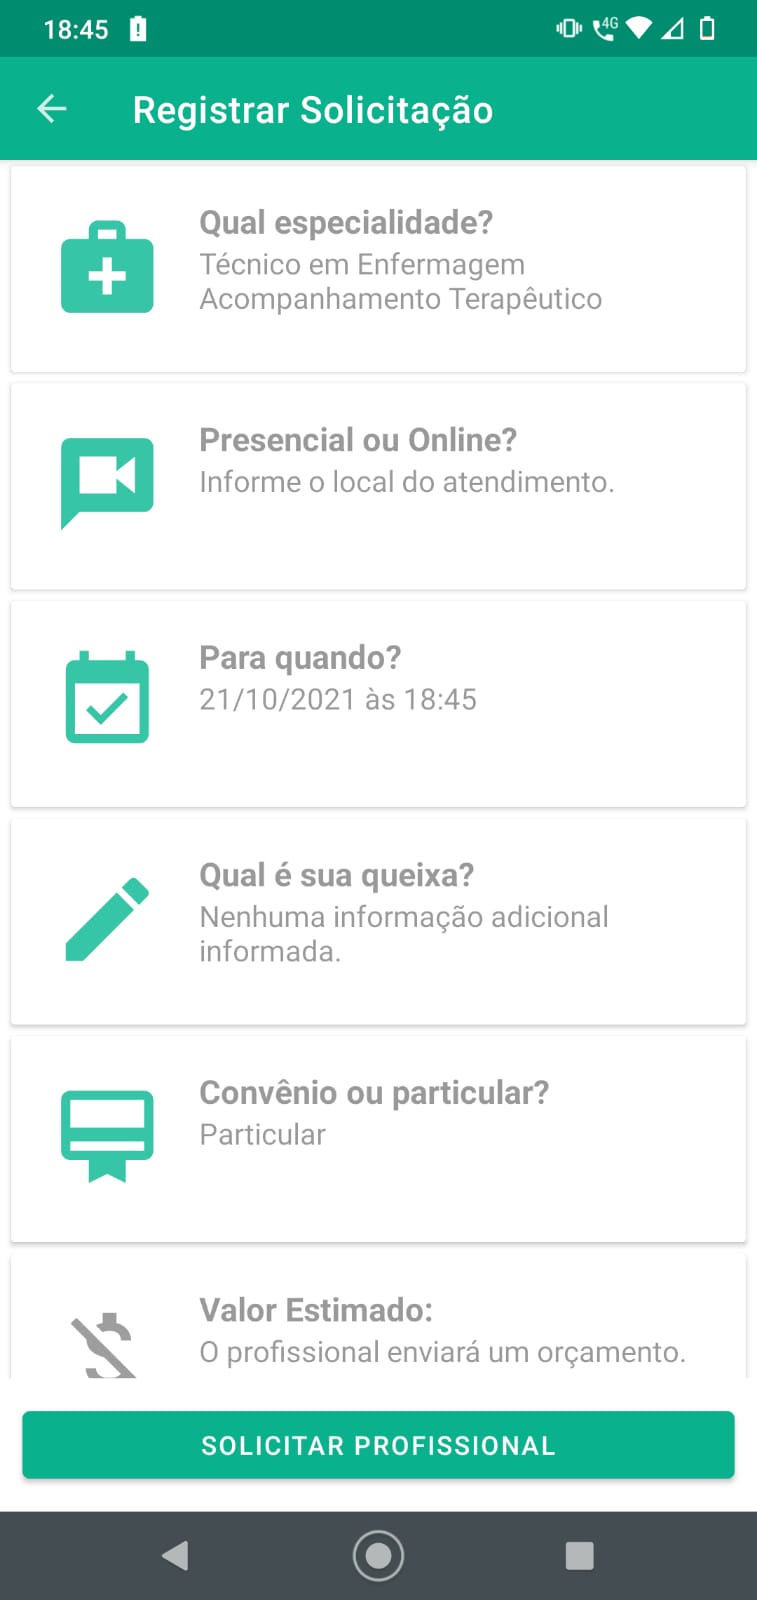 18:45
4G
Registrar Solicitação
Qual especialidade?
Técnico em Enfermagem
Acompanhamento Terapêutico
Presencial ou Online?
Informe o local do atendimento.
Para quando?
21/10/2021 às 18:45
Qual é sua queixa?
Nenhuma informação adicional
informada.
Convênio ou particular?
Particular
Valor Estimado:
O profissional enviará um orçamento.
SOLICITAR PROFISSIONAL